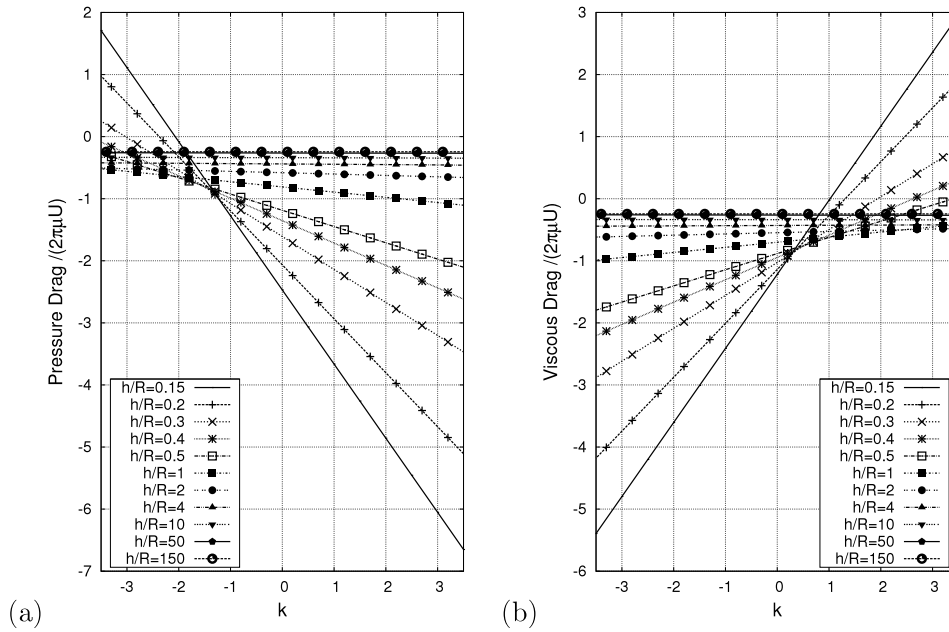 2
1
0
-1
-2
-3
-4
-5
-6
-7
Pressure Drag /(2πμU)
-3
-2
-1
0
1
2
3
k
h/R=0.15
h/R=0.2
h/R=0.3
h/R=0.4
h/R=0.5
h/R=1
h/R=2
h/R=4
h/R=10
h/R=50
h/R=150
(a)
3
2
1
0
-1
-2
-3
-4
-5
-6
Viscous Drag /(2πμU)
-3
-2
-1
0
1
2
3
k
h/R=0.15
h/R=0.2
h/R=0.3
h/R=0.4
h/R=0.5
h/R=1
h/R=2
h/R=4
h/R=10
h/R=50
h/R=150
(b)